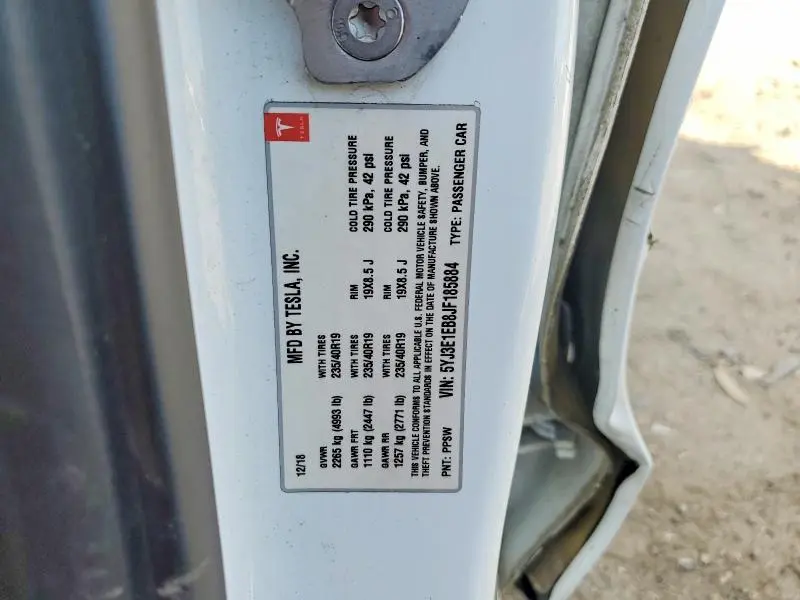 TESLA
12/18 MFD BY TESLA, INC.
GVWR WITH TIRES
2265 kg (4993 lb) 235/40R19
GAWR FRT WITH TIRES RIM COLD TIRE PRESSURE
1110 kg (2447 lb) 235/40R19 19X8.5 J 290 kPa, 42 psi
GAWR RR WITH TIRES RIM COLD TIRE PRESSURE
1257 kg (2771 lb) 235/40R19 19X8.5 J 290 kPa, 42 psi
THIS VEHICLE CONFORMS TO ALL APPLICABLE U.S. FEDERAL MOTOR VEHICLE SAFETY, BUMPER, AND
THEFT PREVENTION STANDARDS IN EFFECT ON THE DATE OF MANUFACTURE SHOWN ABOVE.
PNT: PPSW VIN: 5YJ3E1EB8JF185884 TYPE: PASSENGER CAR